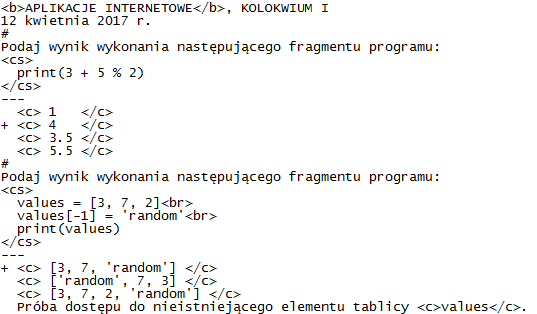 <b>APLIKACJE INTERNETOWE</b>, KOLOKWIUM I
12 kwietnia 2017 r.
#
Podaj wynik wykonania następującego fragmentu programu:
<cs>
  print(3 + 5 % 2)
</cs>
---
  <c> 1   </c>
+ <c> 4   </c>
  <c> 3.5 </c>
  <c> 5.5 </c>
#
Podaj wynik wykonania następującego fragmentu programu:
<cs>
  values = [3, 7, 2]<br>
  values[-1] = 'random'<br>
  print(values)
</cs>
---
+ <c> [3, 7, 'random'] </c>
  <c> ['random', 7, 3] </c>
  <c> [3, 7, 2, 'random'] </c>
  Próba dostępu do nieistniejącego elementu tablicy <c>values</c>.